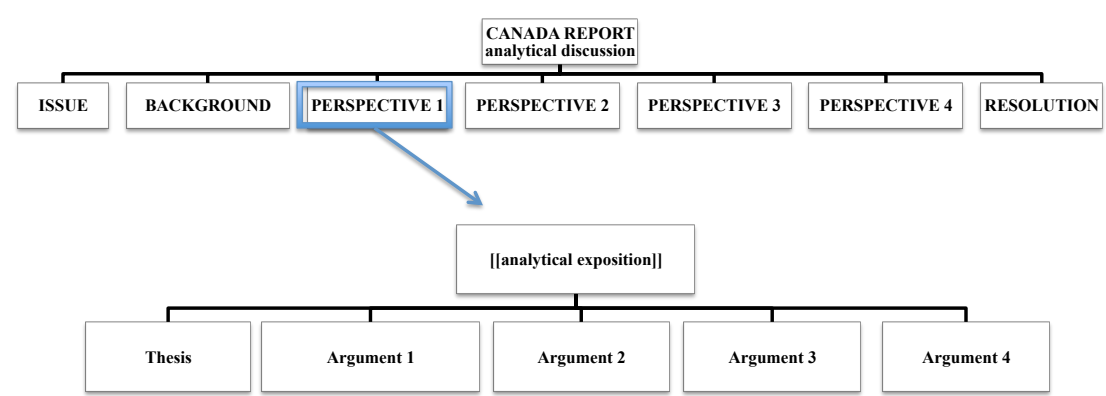 CANADA REPORT
analytical discussion
ISSUE
BACKGROUND
PERSPECTIVE 1
PERSPECTIVE 2
PERSPECTIVE 3
PERSPECTIVE 4
RESOLUTION
[[analytical exposition]]
Thesis
Argument 1
Argument 2
Argument 3
Argument 4